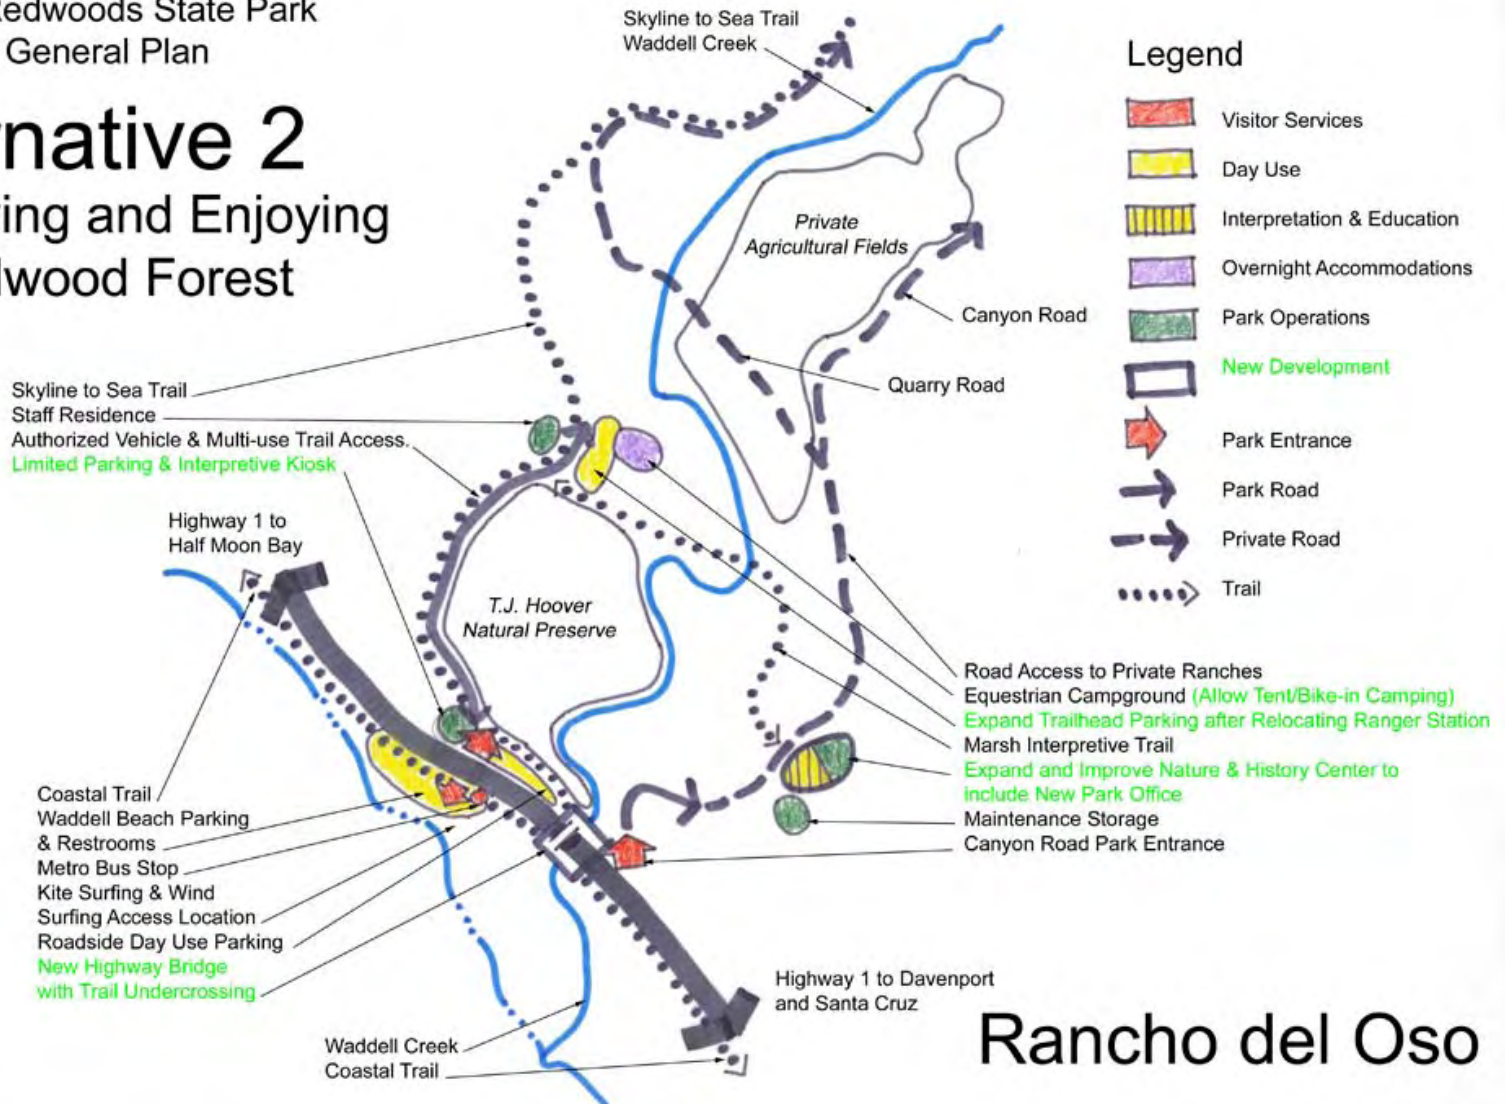 Redwoods State Park
General Plan
rnative 2
ing and Enjoying
dwood Forest
Skyline to Sea Trail
Waddell Creek
Private
Agricultural Fields
Canyon Road
Quarry Road
Legend
Visitor Services
Day Use
Interpretation & Education
Overnight Accommodations
Park Operations
New Development
Park Entrance
Park Road
Private Road
Trail
Skyline to Sea Trail
Staff Residence
Authorized Vehicle & Multi-use Trail Access.
Limited Parking & Interpretive Kiosk
Highway 1 to
Half Moon Bay
T.J. Hoover
Natural Preserve
Road Access to Private Ranches
Equestrian Campground (Allow Tent/Bike-in Camping)
Expand Trailhead Parking after Relocating Ranger Station
Marsh Interpretive Trail
Expand and Improve Nature & History Center to
include New Park Office
Maintenance Storage
Canyon Road Park Entrance
Coastal Trail
Waddell Beach Parking
& Restrooms
Metro Bus Stop
Kite Surfing & Wind
Surfing Access Location
Roadside Day Use Parking
New Highway Bridge
with Trail Undercrossing
Waddell Creek
Coastal Trail
Highway 1 to Davenport
and Santa Cruz
Rancho del Oso